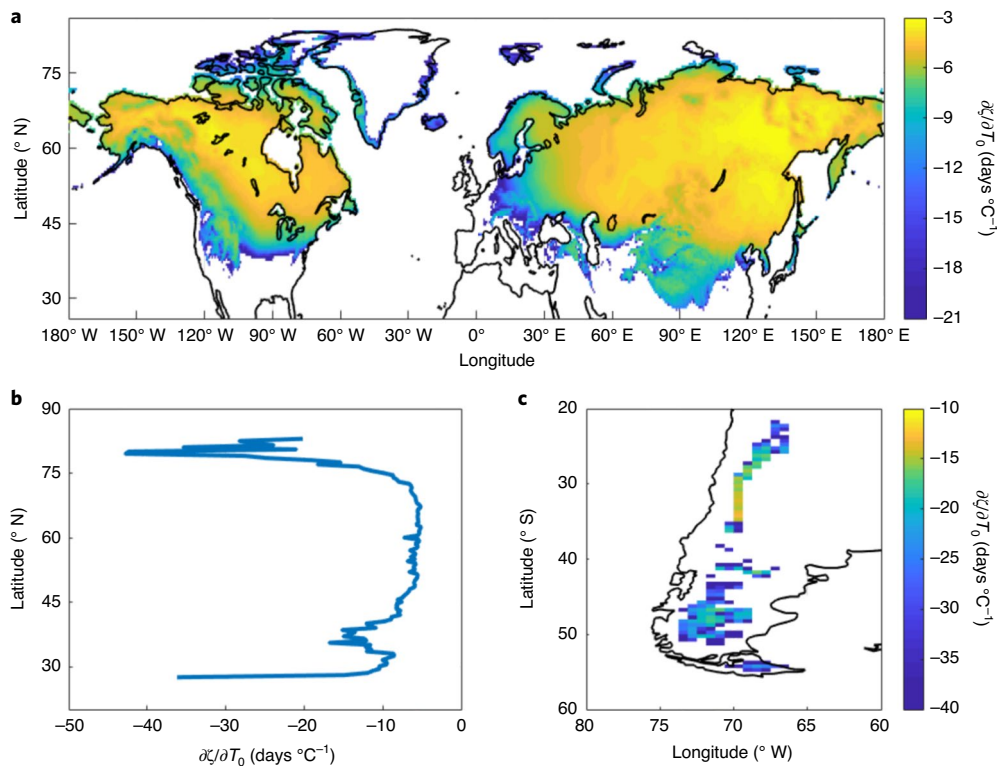 a
75
60
45
30
Latitude (° N)
180° W 150° W 120° W 90° W 60° W 30° W 0° 30° E 60° E 90° E 120° E 150° E 180° E
Longitude
–3
–6
–9
–12
–15
–18
–21
∂ζ/∂T₀ (days °C⁻¹)
b
90
75
60
45
30
Latitude (° N)
–50 –40 –30 –20 –10 0
∂ζ/∂T₀ (days °C⁻¹)
c
20
30
40
50
60
Latitude (° S)
80 75 70 65 60
Longitude (° W)
–10
–15
–20
–25
–30
–35
–40
∂ζ/∂T₀ (days °C⁻¹)